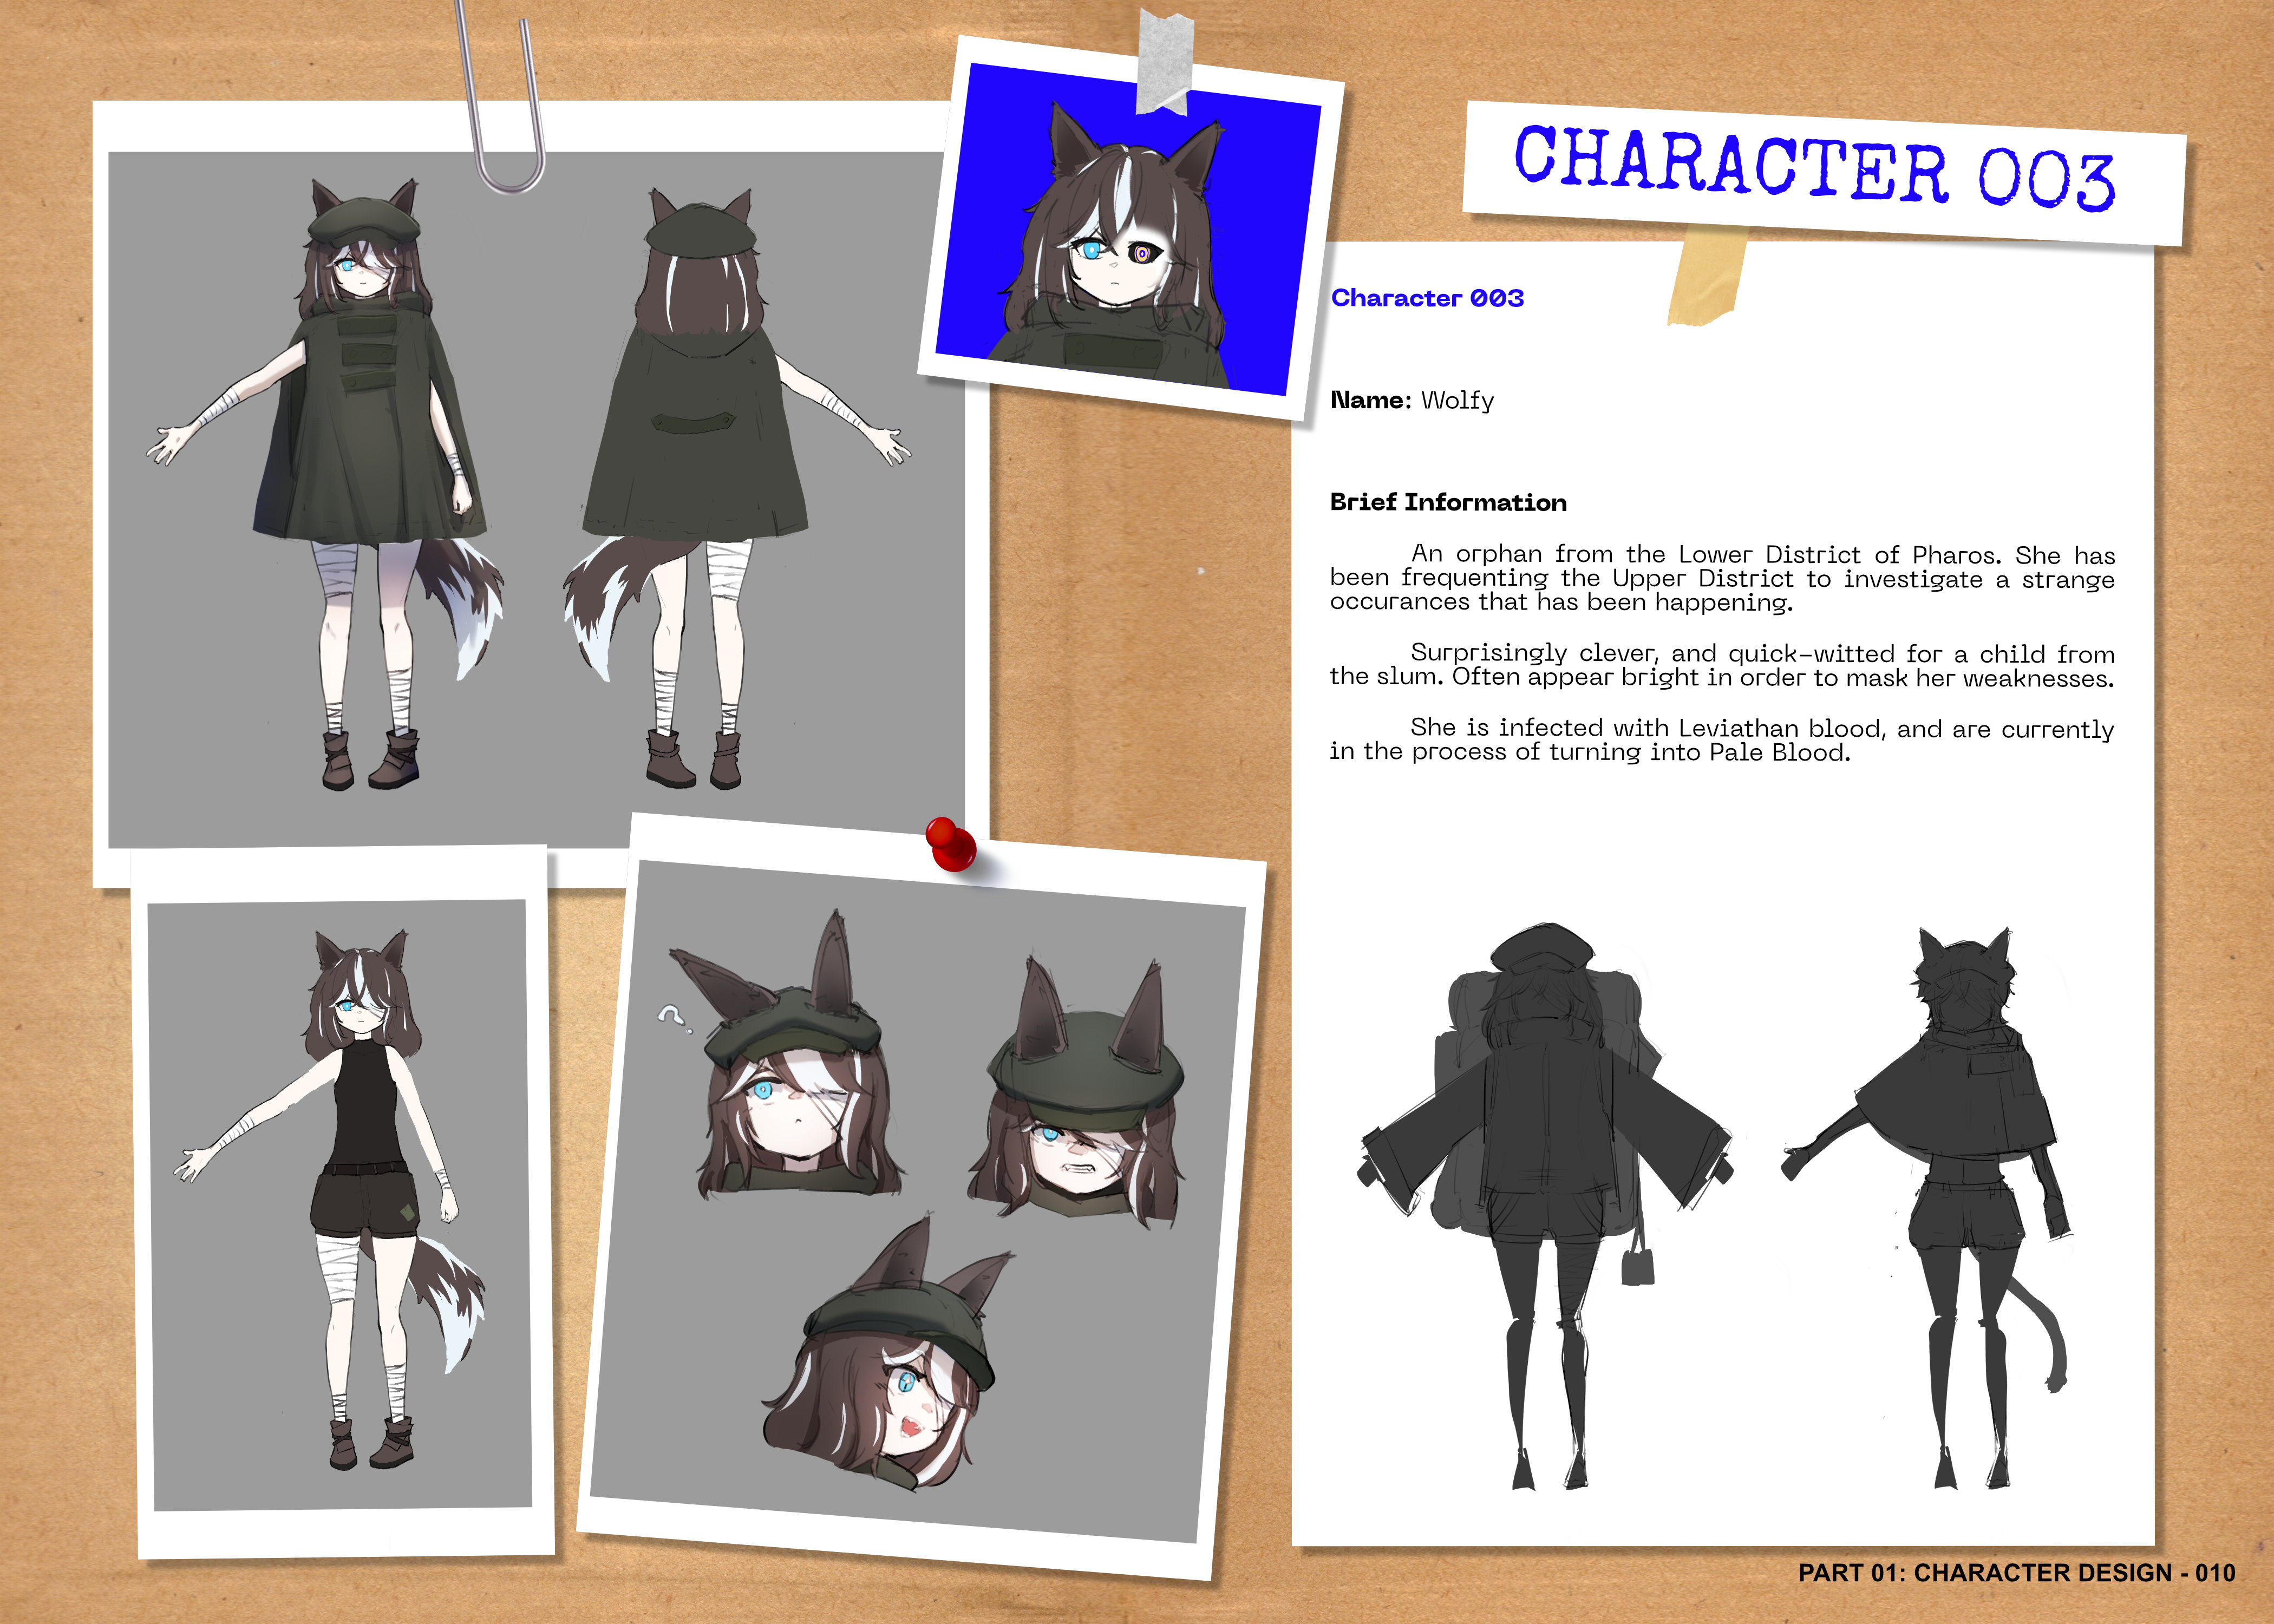 CHARACTER 003
Character 003
Name: Wolfy
Brief Information
An orphan from the Lower District of Pharos. She has
been frequenting the Upper District to investigate a strange
occurances that has been happening.
Surprisingly clever, and quick-witted for a child from
the slum. Often appear bright in order to mask her weaknesses.
She is infected with Leviathan blood, and are currently
in the process of turning into Pale Blood.
?
PART 01: CHARACTER DESIGN - 010